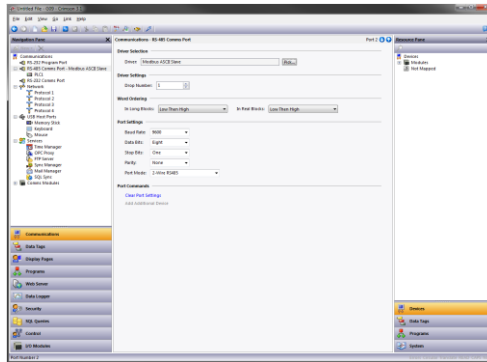 Untitled File - G09 - Crimson 3.1
File Edit View Go Link Help
Navigation Pane
Communications - RS-485 Comms Port
Port 2
Resource Pane
Communications
RS-232 Program Port
RS-485 Comms Port - Modbus ASCII Slave
PLC1
RS-232 Comms Port
Network
Protocol 1
Protocol 2
Protocol 3
Protocol 4
USB Host Ports
Memory Stick
Keyboard
Mouse
Services
Time Manager
OPC Proxy
FTP Server
Sync Manager
Mail Manager
SQL Sync
Comms Modules
Driver Selection
Driver: Modbus ASCII Slave
Pick...
Driver Settings
Drop Number: 1
Word Ordering
In Long Blocks: Low Then High
In Real Blocks: Low Then High
Port Settings
Baud Rate: 9600
Data Bits: Eight
Stop Bits: One
Parity: None
Port Mode: 2-Wire RS485
Port Commands
Clear Port Settings
Add Additional Device
Devices
Modules
Not Mapped
Communications
Data Tags
Display Pages
Programs
Web Server
Data Logger
Security
SQL Queries
Control
I/O Modules
Devices
Data Tags
Programs
System
Port Number 2